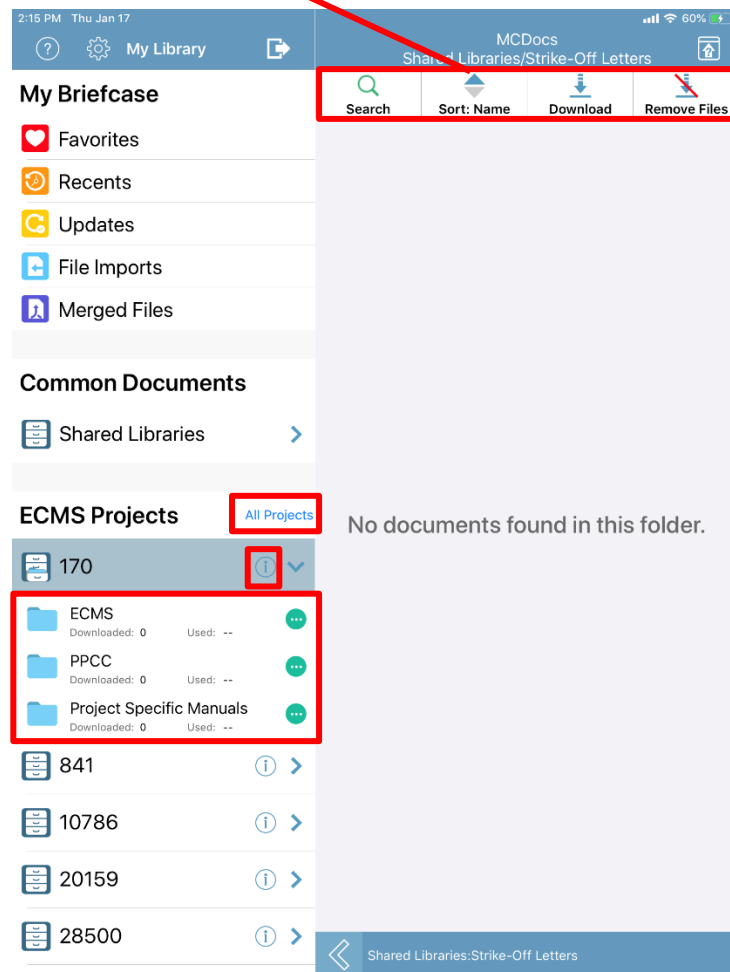 2:15 PM Thu Jan 17
60%
? My Library
MCDocs
Shared Libraries/Strike-Off Letters
Search
Sort: Name
Download
Remove Files
My Briefcase
Favorites
Recents
Updates
File Imports
Merged Files
Common Documents
Shared Libraries
ECMS Projects
All Projects
No documents found in this folder.
170
ECMS
Downloaded: 0 Used: --
PPCC
Downloaded: 0 Used: --
Project Specific Manuals
Downloaded: 0 Used: --
841
10786
20159
28500
Shared Libraries:Strike-Off Letters